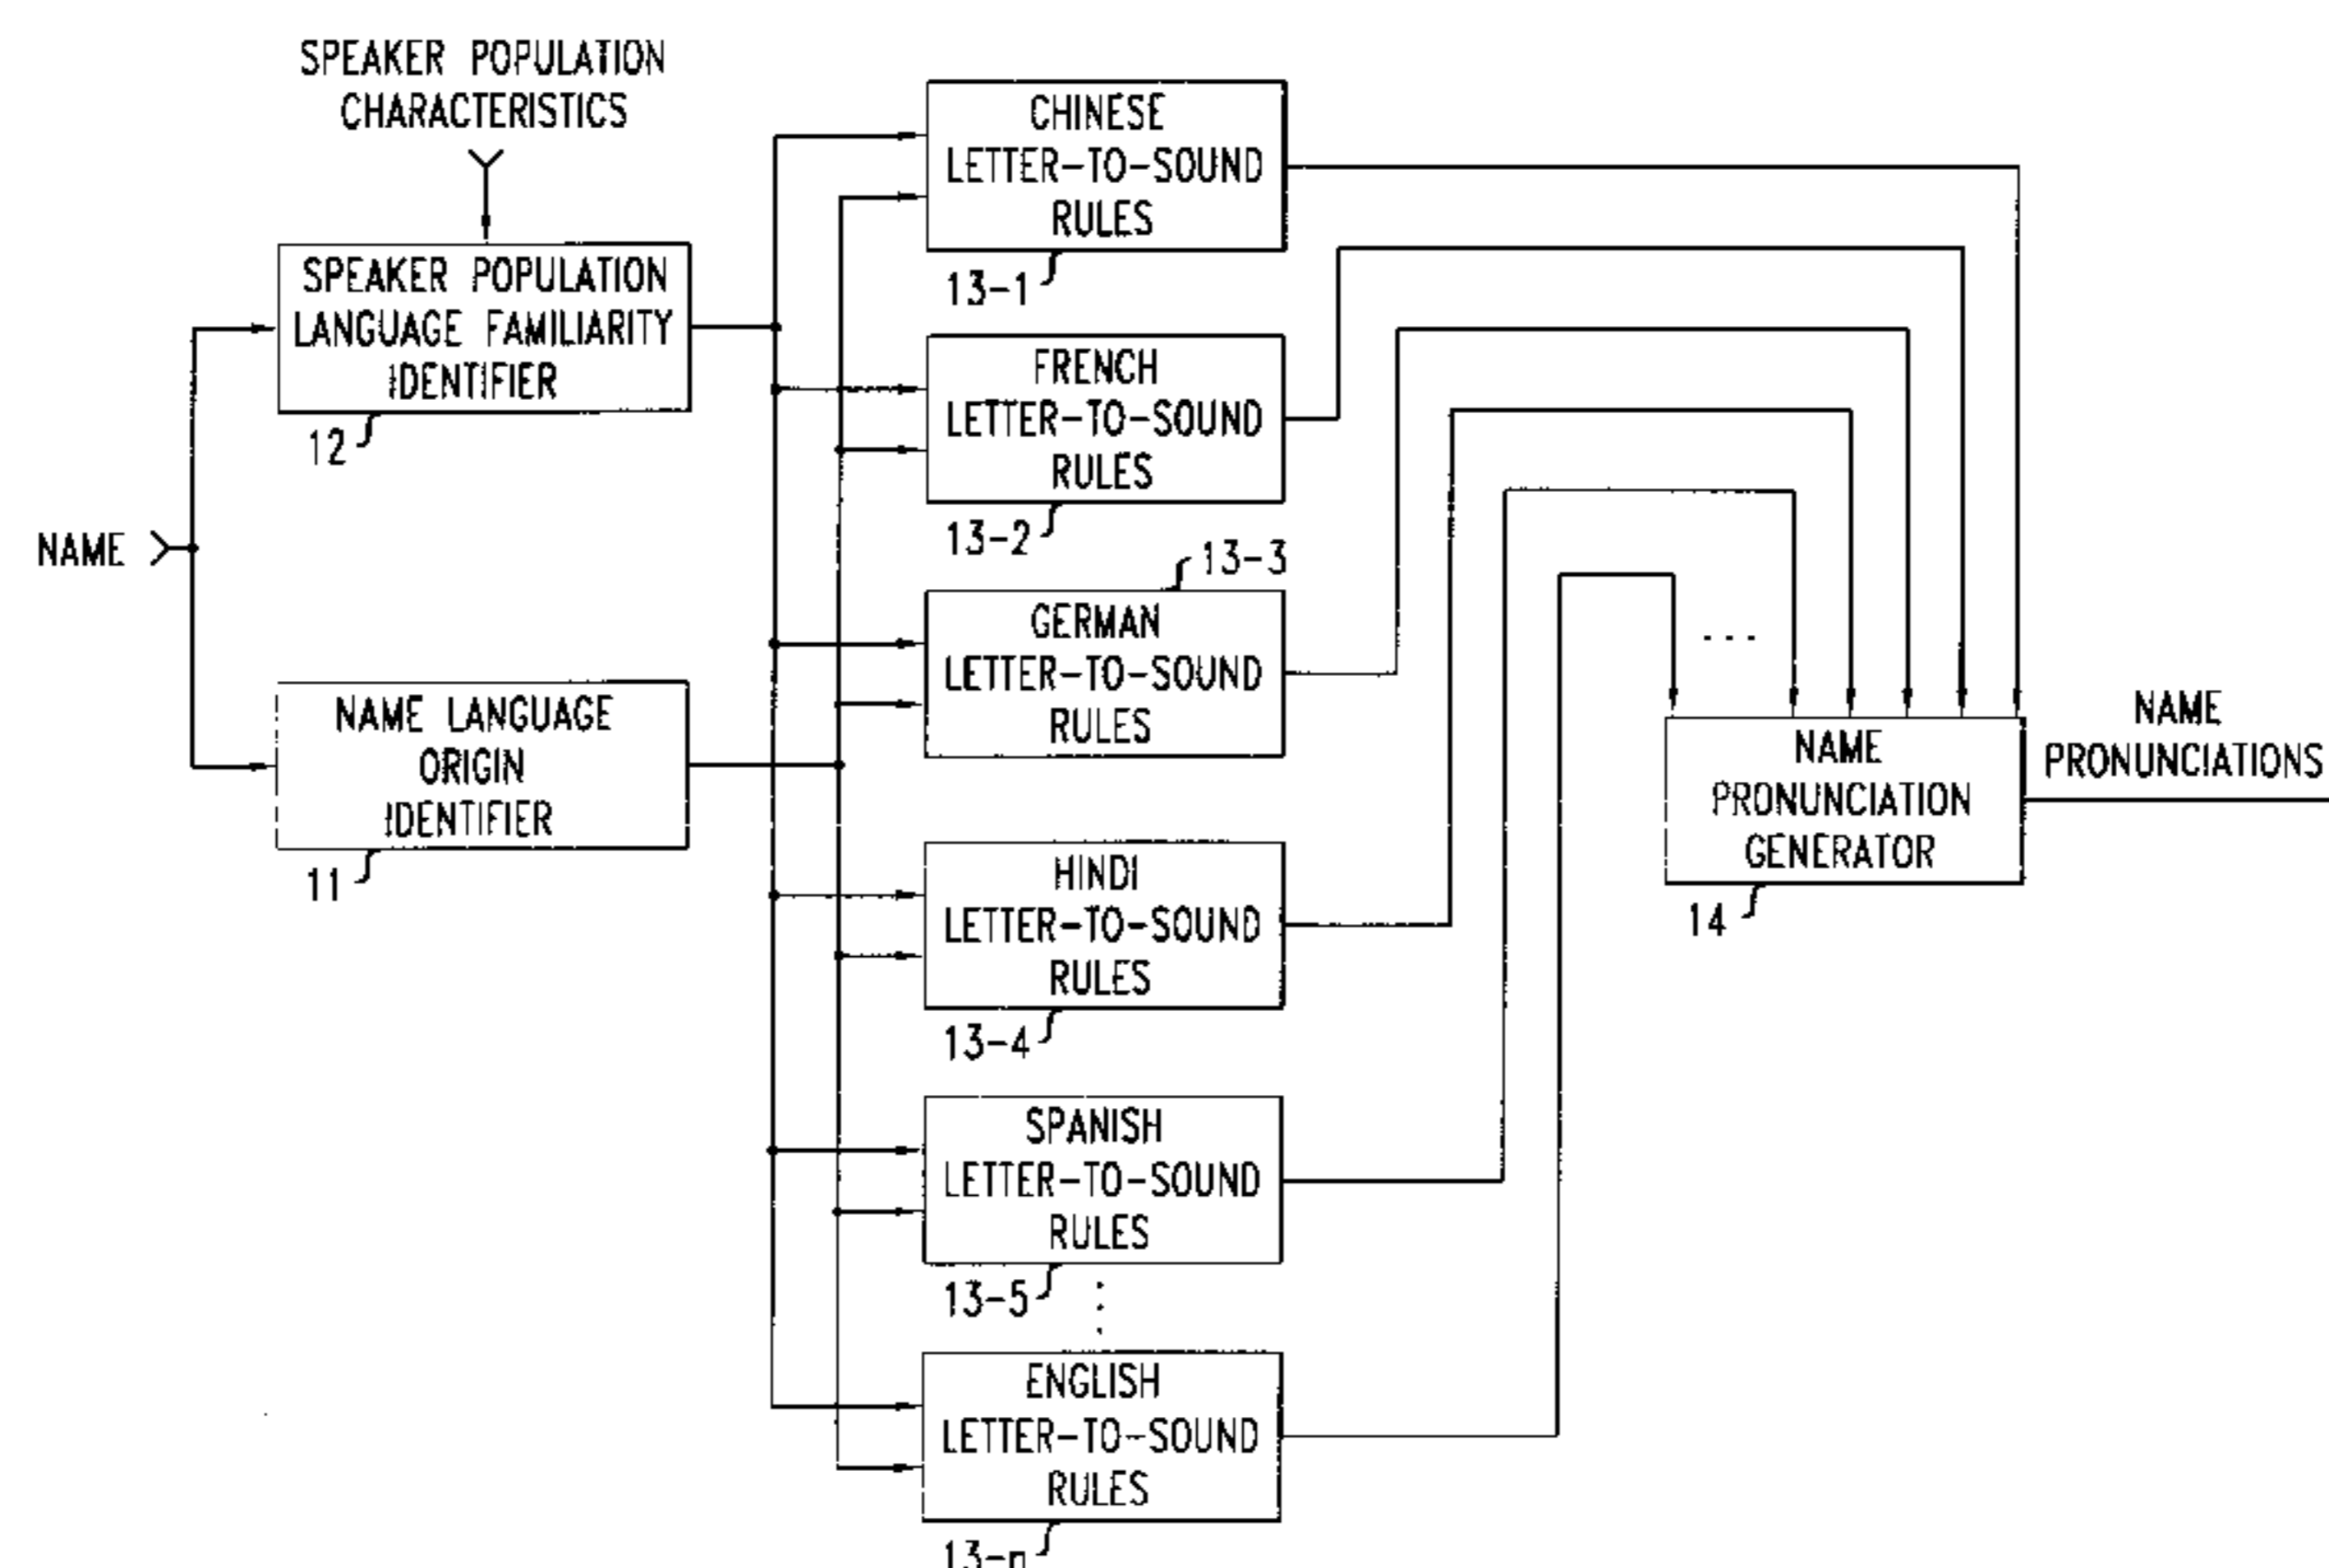 SPEAKER POPULATION
CHARACTERISTICS
SPEAKER POPULATION
LANGUAGE FAMILIARITY
IDENTIFIER
12
NAME
NAME LANGUAGE
ORIGIN
IDENTIFIER
11
CHINESE
LETTER-TO-SOUND
RULES
13-1
FRENCH
LETTER-TO-SOUND
RULES
13-2
13-3
GERMAN
LETTER-TO-SOUND
RULES
HINDI
LETTER-TO-SOUND
RULES
13-4
SPANISH
LETTER-TO-SOUND
RULES
13-5
ENGLISH
LETTER-TO-SOUND
RULES
13-n
. . .
NAME
PRONUNCIATION
GENERATOR
14
NAME
PRONUNCIATIONS